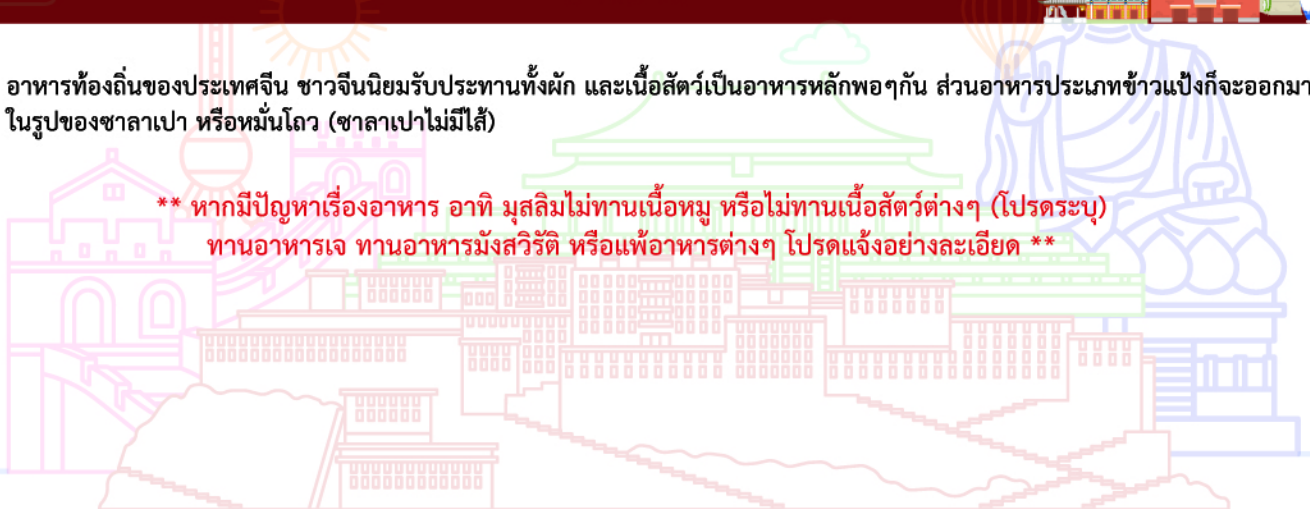 อาหารท้องถิ่นของประเทศจีน ชาวจีนนิยมรับประทานทั้งผัก และเนื้อสัตว์เป็นอาหารหลักพอๆกัน ส่วนอาหารประเภทข้าวแป้งก็จะออกมา
ในรูปของซาลาเปา หรือหมั่นโถว (ซาลาเปาไม่มีไส้)
** หากมีปัญหาเรื่องอาหาร อาทิ มุสลิมไม่ทานเนื้อหมู หรือไม่ทานเนื้อสัตว์ต่างๆ (โปรดระบุ)
ทานอาหารเจ ทานอาหารมังสวิรัติ หรือแพ้อาหารต่างๆ โปรดแจ้งอย่างละเอียด **